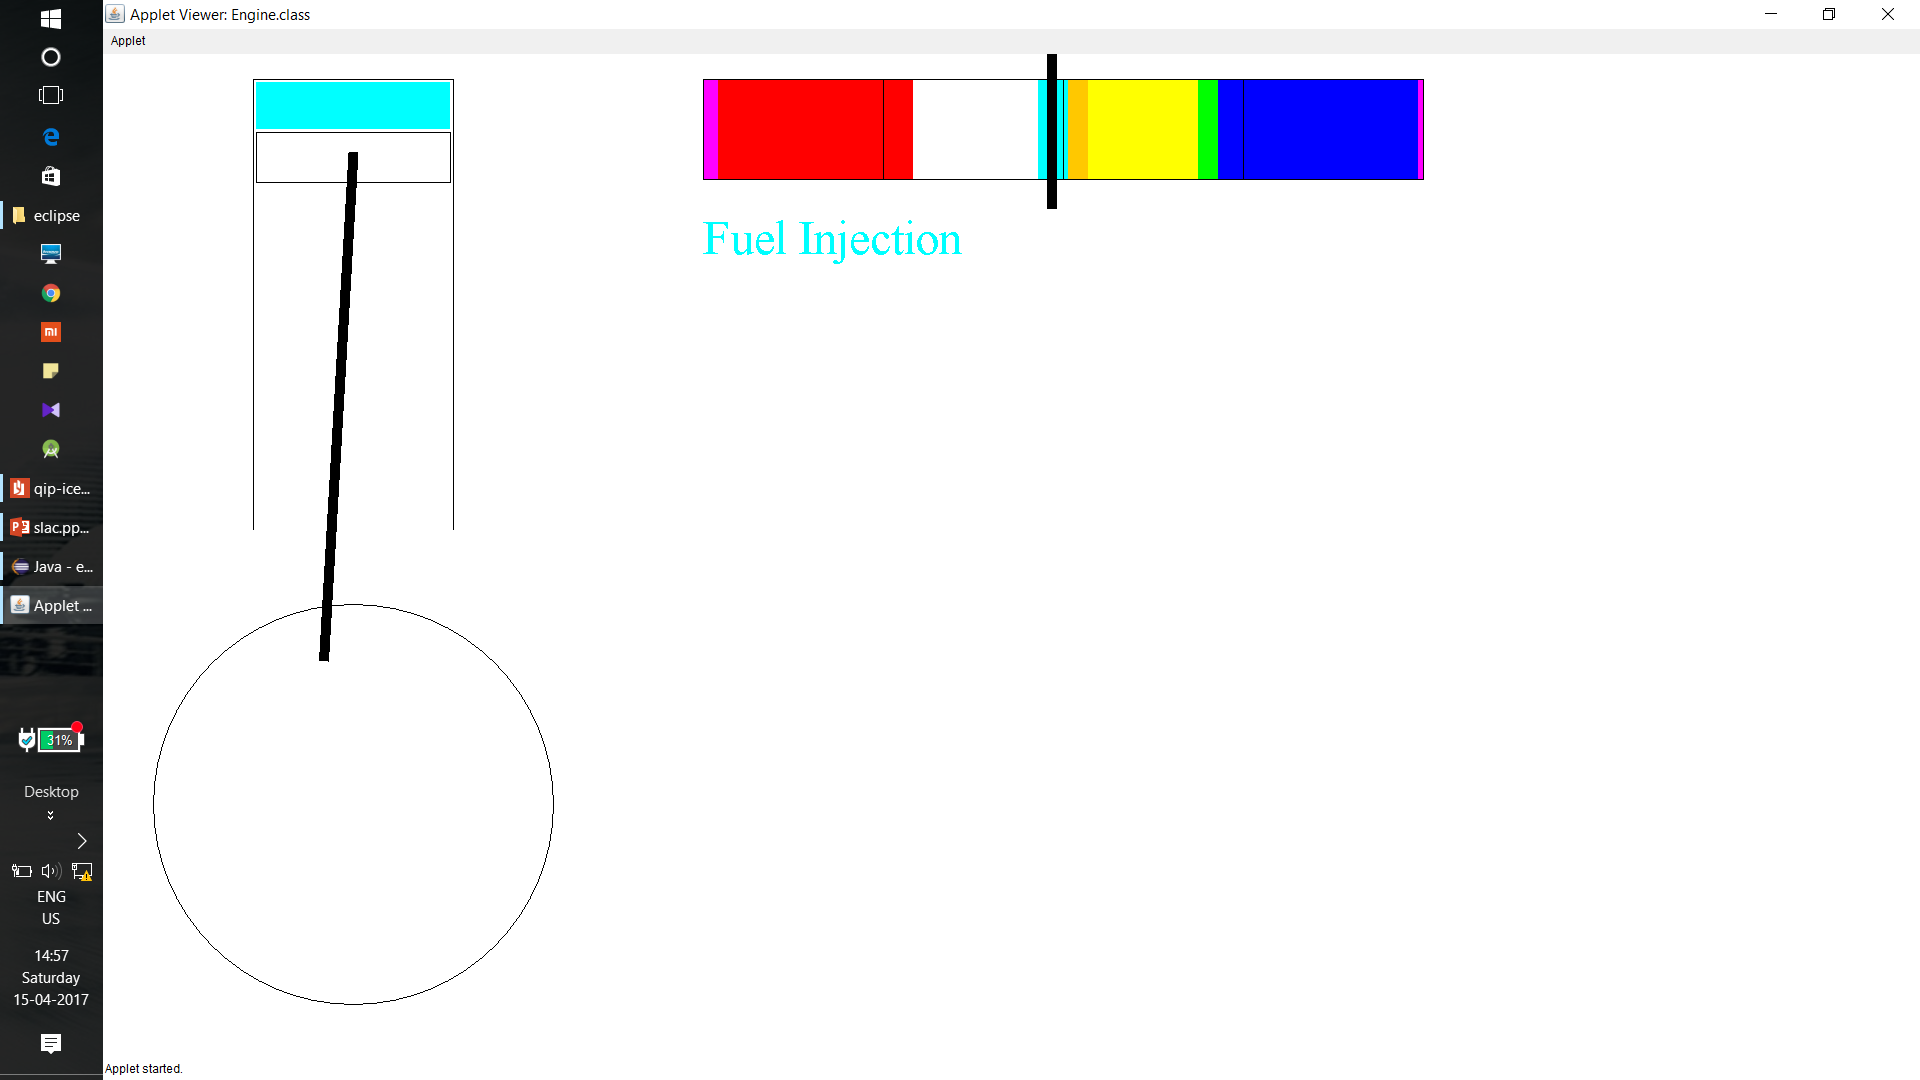 Applet Viewer: Engine.class
Applet
eclipse
mi
qip-ice...
slac.pp...
Java - e...
Applet ...
31%
Desktop
ENG
US
14:57
Saturday
15-04-2017
Fuel Injection
Applet started.